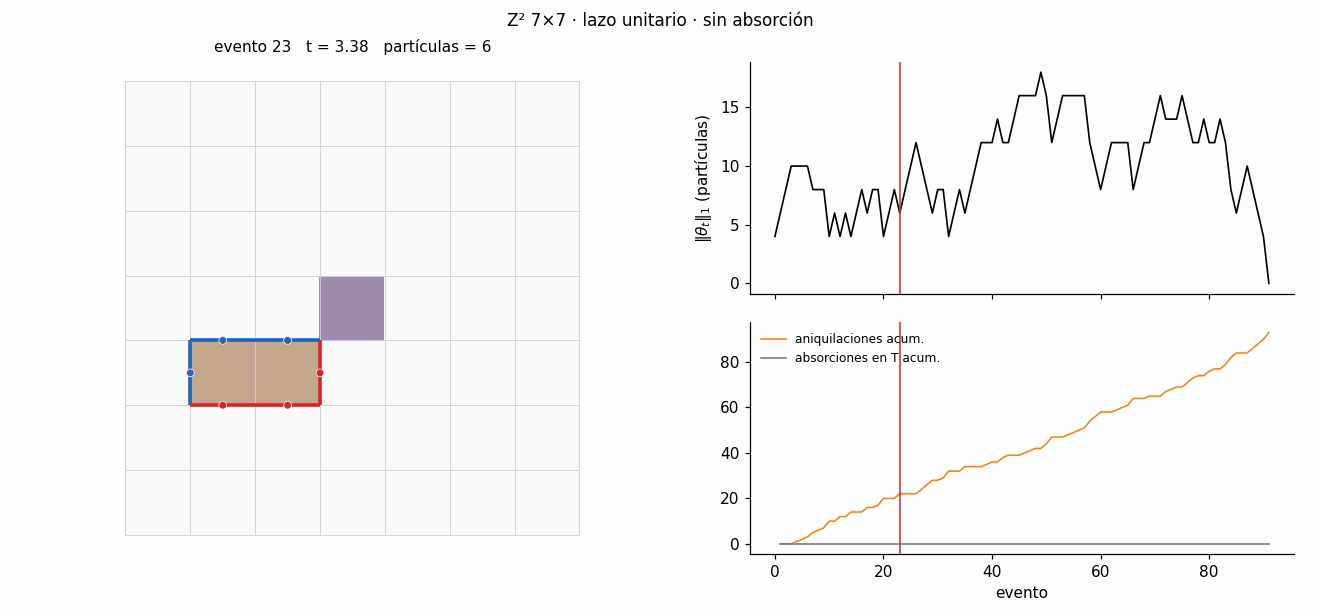 Z² 7×7 · lazo unitario · sin absorción
evento 23   t = 3.38   partículas = 6
‖θₜ‖₁ (partículas)
15
10
5
0
aniquilaciones acum.
absorciones en T acum.
80
60
40
20
0
0 20 40 60 80
evento